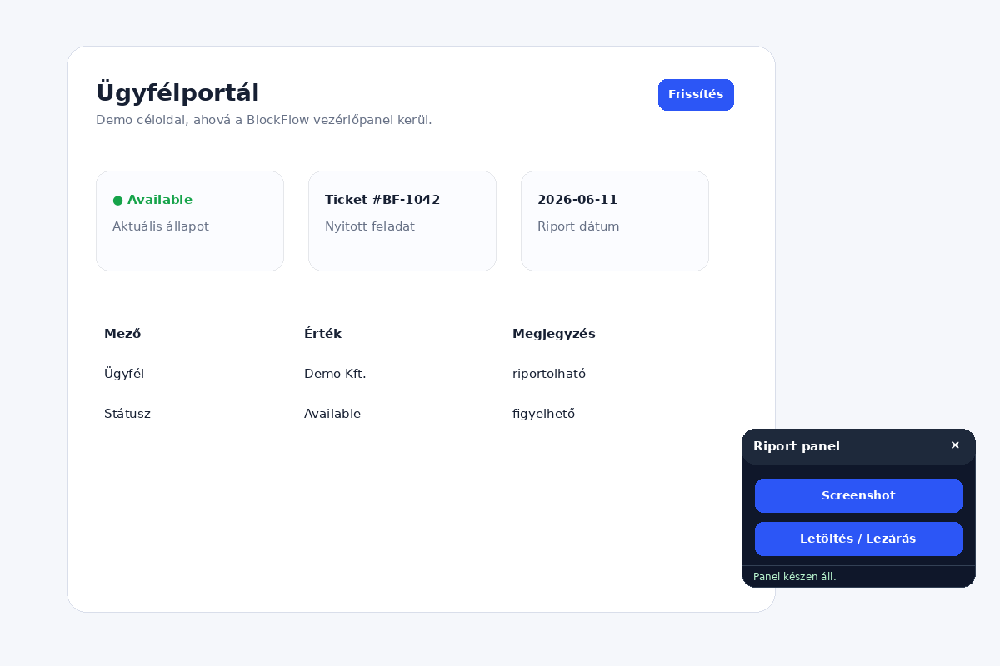 Ügyfélportál
Frissítés
Demo céloldal, ahová a BlockFlow vezérlőpanel kerül.
● Available
Aktuális állapot
Ticket #BF-1042
Nyitott feladat
2026-06-11
Riport dátum
Mező Érték Megjegyzés
Ügyfél Demo Kft. riportolható
Státusz Available figyelhető
Riport panel ×
Screenshot
Letöltés / Lezárás
Panel készen áll.